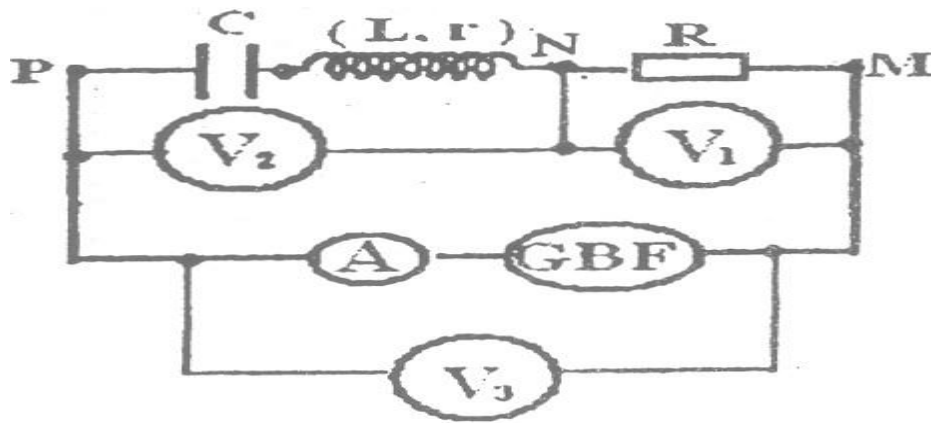 C (L, r) N R
P M
V₂ V₁
A GBF
V₃